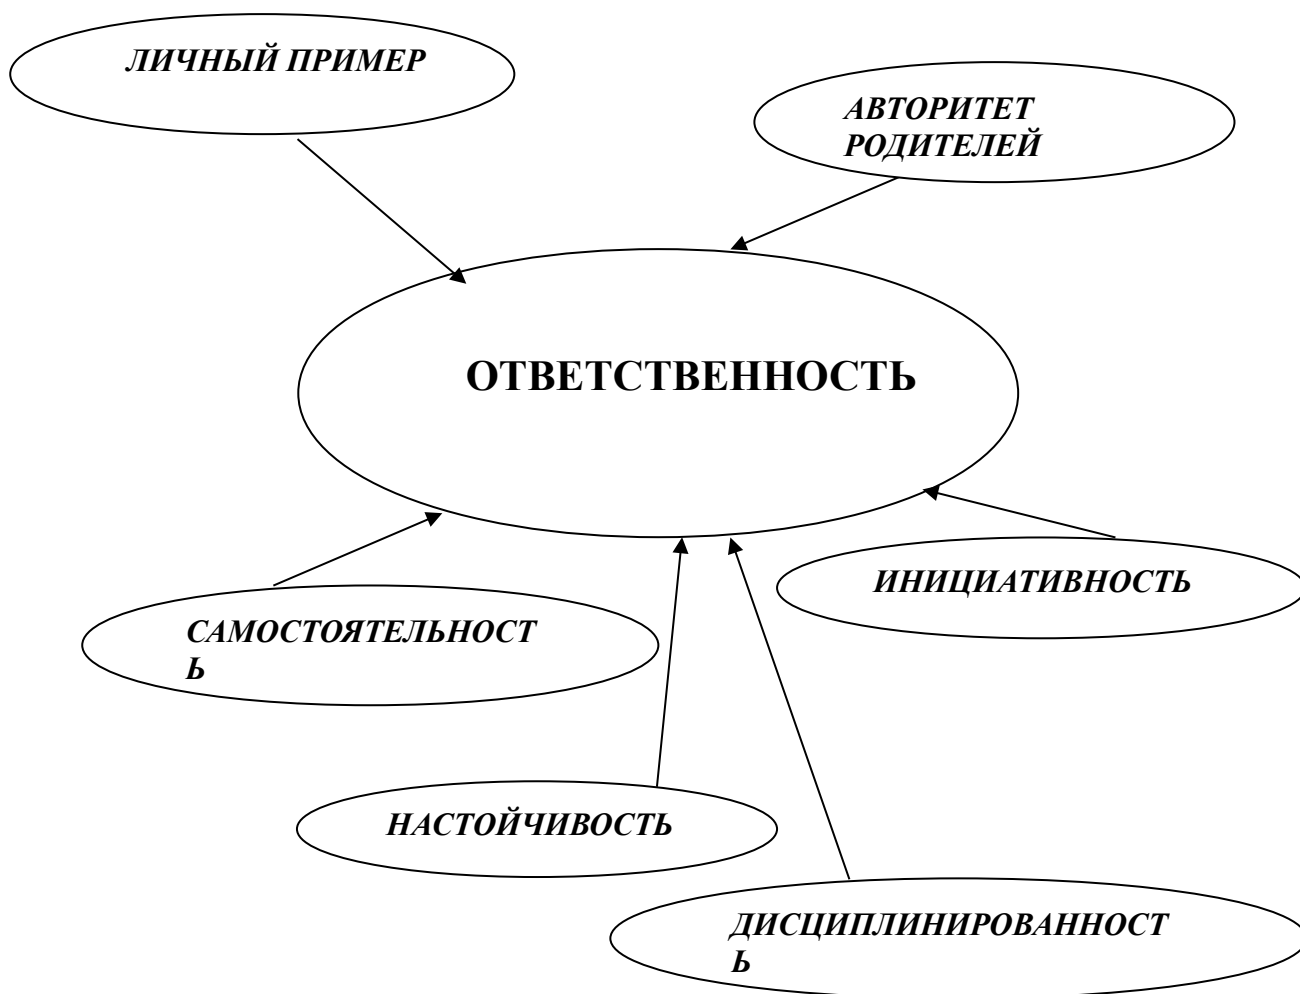 ЛИЧНЫЙ ПРИМЕР
АВТОРИТЕТ
РОДИТЕЛЕЙ
ОТВЕТСТВЕННОСТЬ
ИНИЦИАТИВНОСТЬ
САМОСТОЯТЕЛЬНОСТ
Ь
НАСТОЙЧИВОСТЬ
ДИСЦИПЛИНИРОВАННОСТ
Ь